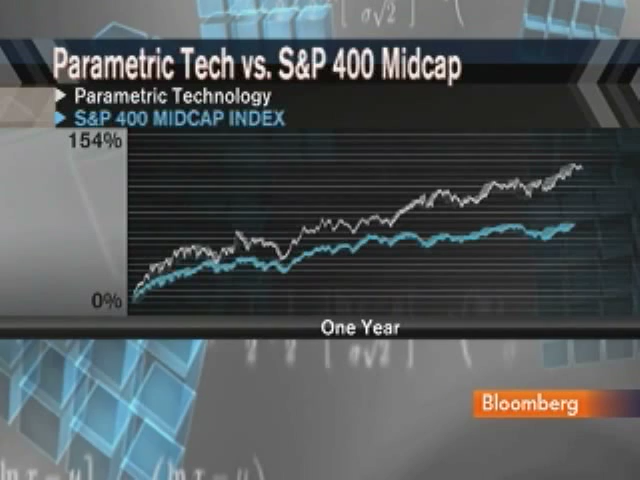 Parametric Tech vs. S&P 400 Midcap
Parametric Technology
S&P 400 MIDCAP INDEX
154%
0%
One Year
Bloomberg